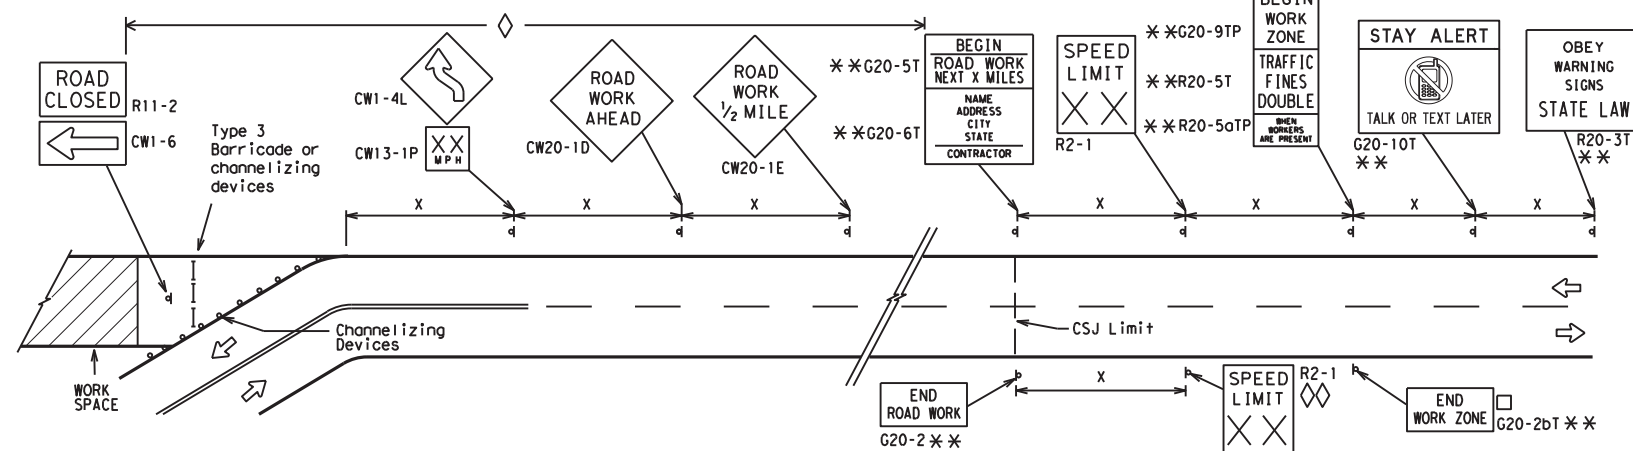 ROAD
CLOSED
R11-2
CW1-6
Type 3
Barricade or
channelizing
devices
CW1-4L
XX
MPH
CW13-1P
ROAD
WORK
AHEAD
CW20-1D
ROAD
WORK
1/2 MILE
CW20-1E
* *G20-5T
* *G20-6T
BEGIN
ROAD WORK
NEXT X MILES
NAME
ADDRESS
CITY
STATE
CONTRACTOR
SPEED
LIMIT
X X
R2-1
* *G20-9TP
* *R20-5T
* *R20-5aTP
BEGIN
WORK
ZONE
TRAFFIC
FINES
DOUBLE
WHEN
WORKERS
ARE PRESENT
STAY ALERT
TALK OR TEXT LATER
G20-10T
* *
OBEY
WARNING
SIGNS
STATE LAW
R20-3T
* *
X
X
X
X
X
X
X
Channelizing
Devices
WORK
SPACE
CSJ Limit
X
END
ROAD WORK
G20-2 * *
SPEED
LIMIT
X X
R2-1
END
WORK ZONE
G20-2bT * *